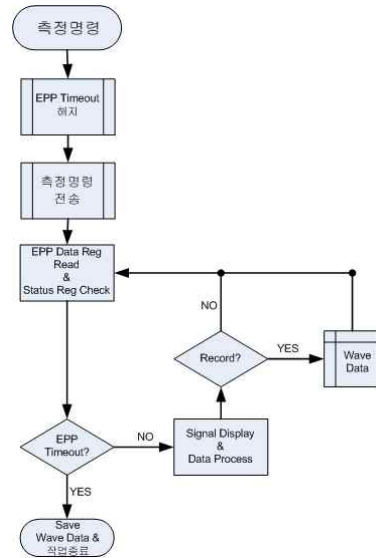 측정명령
EPP Timeout
해지
측정명령
전송
EPP Data Reg
Read
&
Status Reg Check
EPP
Timeout?
NO
YES
Signal Display
&
Data Process
Record?
NO
YES
Wave
Data
Save
Wave Data &
작업종료